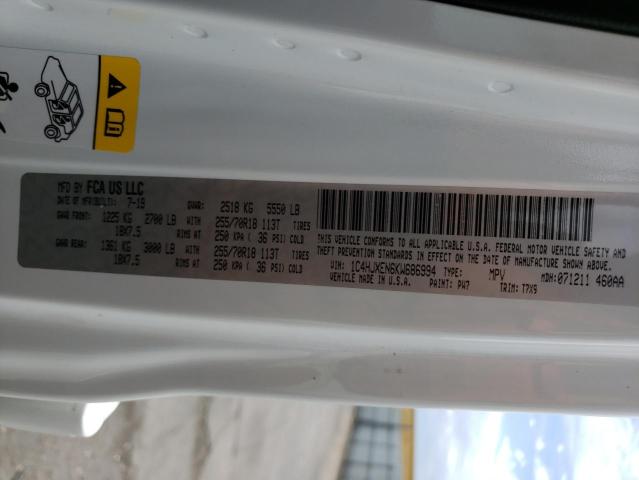 MFD BY FCA US LLC
DATE OF MFR(BUILT): 7-19 GVWR: 2518 KG 5550 LB
GAWR FRONT: 1225 KG 2700 LB WITH 255/70R18 113T TIRES
18X7.5 RIMS AT 250 KPA ( 36 PSI) COLD
GAWR REAR: 1361 KG 3000 LB WITH 255/70R18 113T TIRES
18X7.5 RIMS AT 250 KPA ( 36 PSI) COLD
THIS VEHICLE CONFORMS TO ALL APPLICABLE U.S.A. FEDERAL MOTOR VEHICLE SAFETY AND
THEFT PREVENTION STANDARDS IN EFFECT ON THE DATE OF MANUFACTURE SHOWN ABOVE.
VIN: 1C4HJXEN6KW686994 TYPE: MPV MDH:071211 460AA
VEHICLE MADE IN U.S.A. PAINT: PW7 TRIM: T7X9